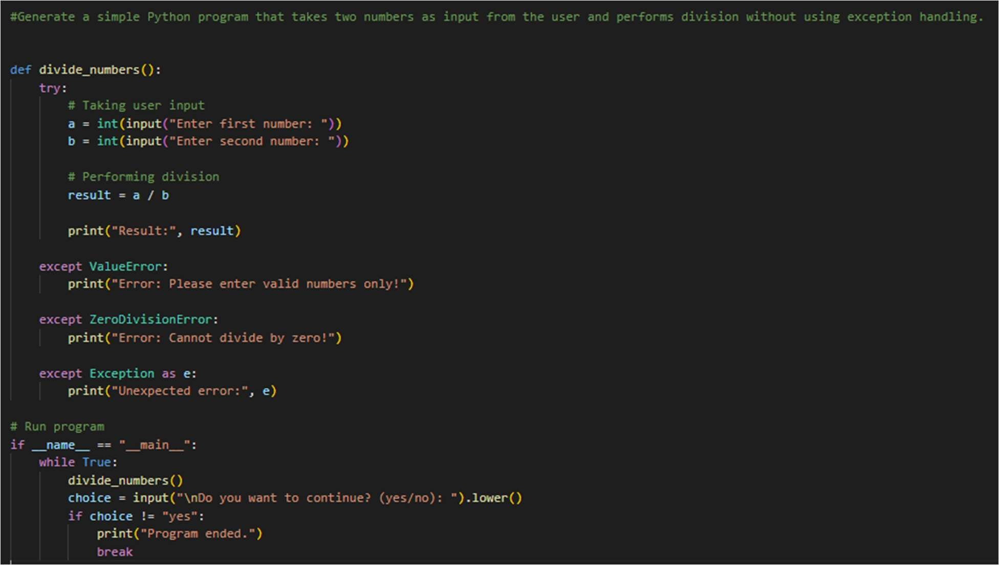 #Generate a simple Python program that takes two numbers as input from the user and performs division without using exception handling.
def divide_numbers():
    try:
        # Taking user input
        a = int(input("Enter first number: "))
        b = int(input("Enter second number: "))
        # Performing division
        result = a / b
        print("Result:", result)
    except ValueError:
        print("Error: Please enter valid numbers only!")
    except ZeroDivisionError:
        print("Error: Cannot divide by zero!")
    except Exception as e:
        print("Unexpected error:", e)
# Run program
if __name__ == "__main__":
    while True:
        divide_numbers()
        choice = input("\nDo you want to continue? (yes/no): ").lower()
        if choice != "yes":
            print("Program ended.")
            break